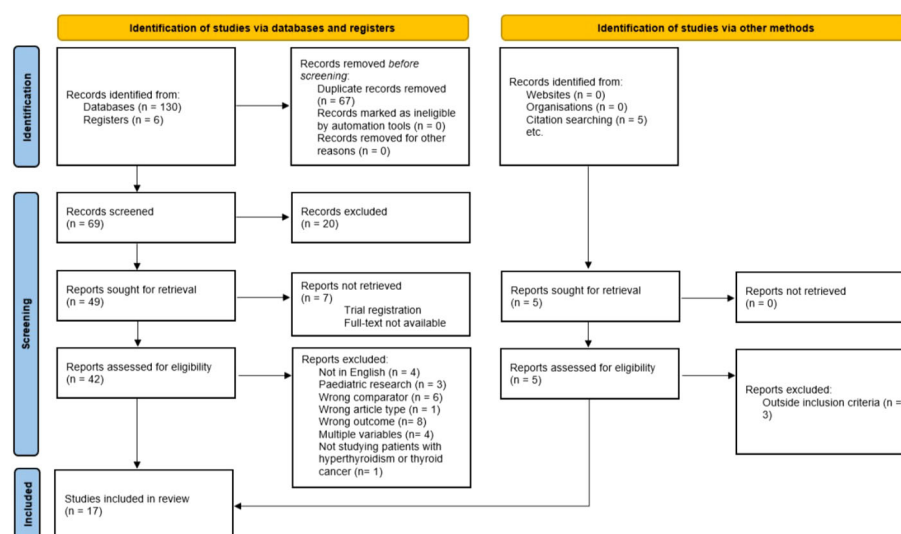 Identification of studies via databases and registers
Identification of studies via other methods
Identification
Records identified from:
Databases (n = 130)
Registers (n = 6)
Records removed before
screening:
Duplicate records removed
(n = 67)
Records marked as ineligible
by automation tools (n = 0)
Records removed for other
reasons (n = 0)
Records identified from:
Websites (n = 0)
Organisations (n = 0)
Citation searching (n = 5)
etc.
Screening
Records screened
(n = 69)
Records excluded
(n = 20)
Reports sought for retrieval
(n = 49)
Reports not retrieved
(n = 7)
Trial registration
Full-text not available
Reports sought for retrieval
(n = 5)
Reports not retrieved
(n = 0)
Reports assessed for eligibility
(n = 42)
Reports excluded:
Not in English (n = 4)
Paediatric research (n = 3)
Wrong comparator (n = 6)
Wrong article type (n = 1)
Wrong outcome (n= 8)
Multiple variables (n= 4)
Not studying patients with
hyperthyroidism or thyroid
cancer (n= 1)
Reports assessed for eligibility
(n = 5)
Reports excluded:
Outside inclusion criteria (n =
3)
Included
Studies included in review
(n = 17)